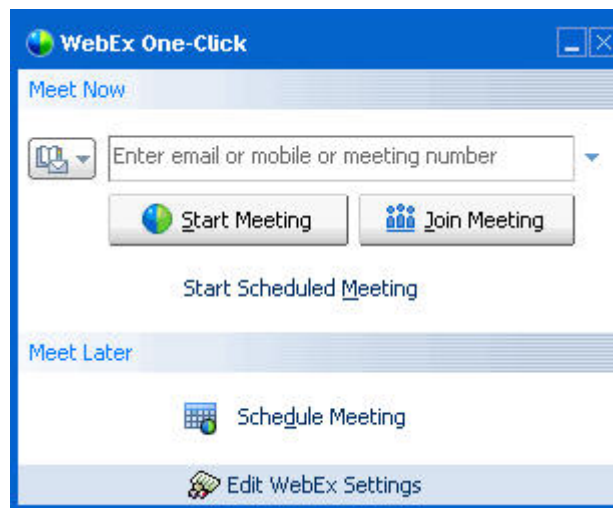 WebEx One-Click
Meet Now
Enter email or mobile or meeting number
Start Meeting
Join Meeting
Start Scheduled Meeting
Meet Later
Schedule Meeting
Edit WebEx Settings